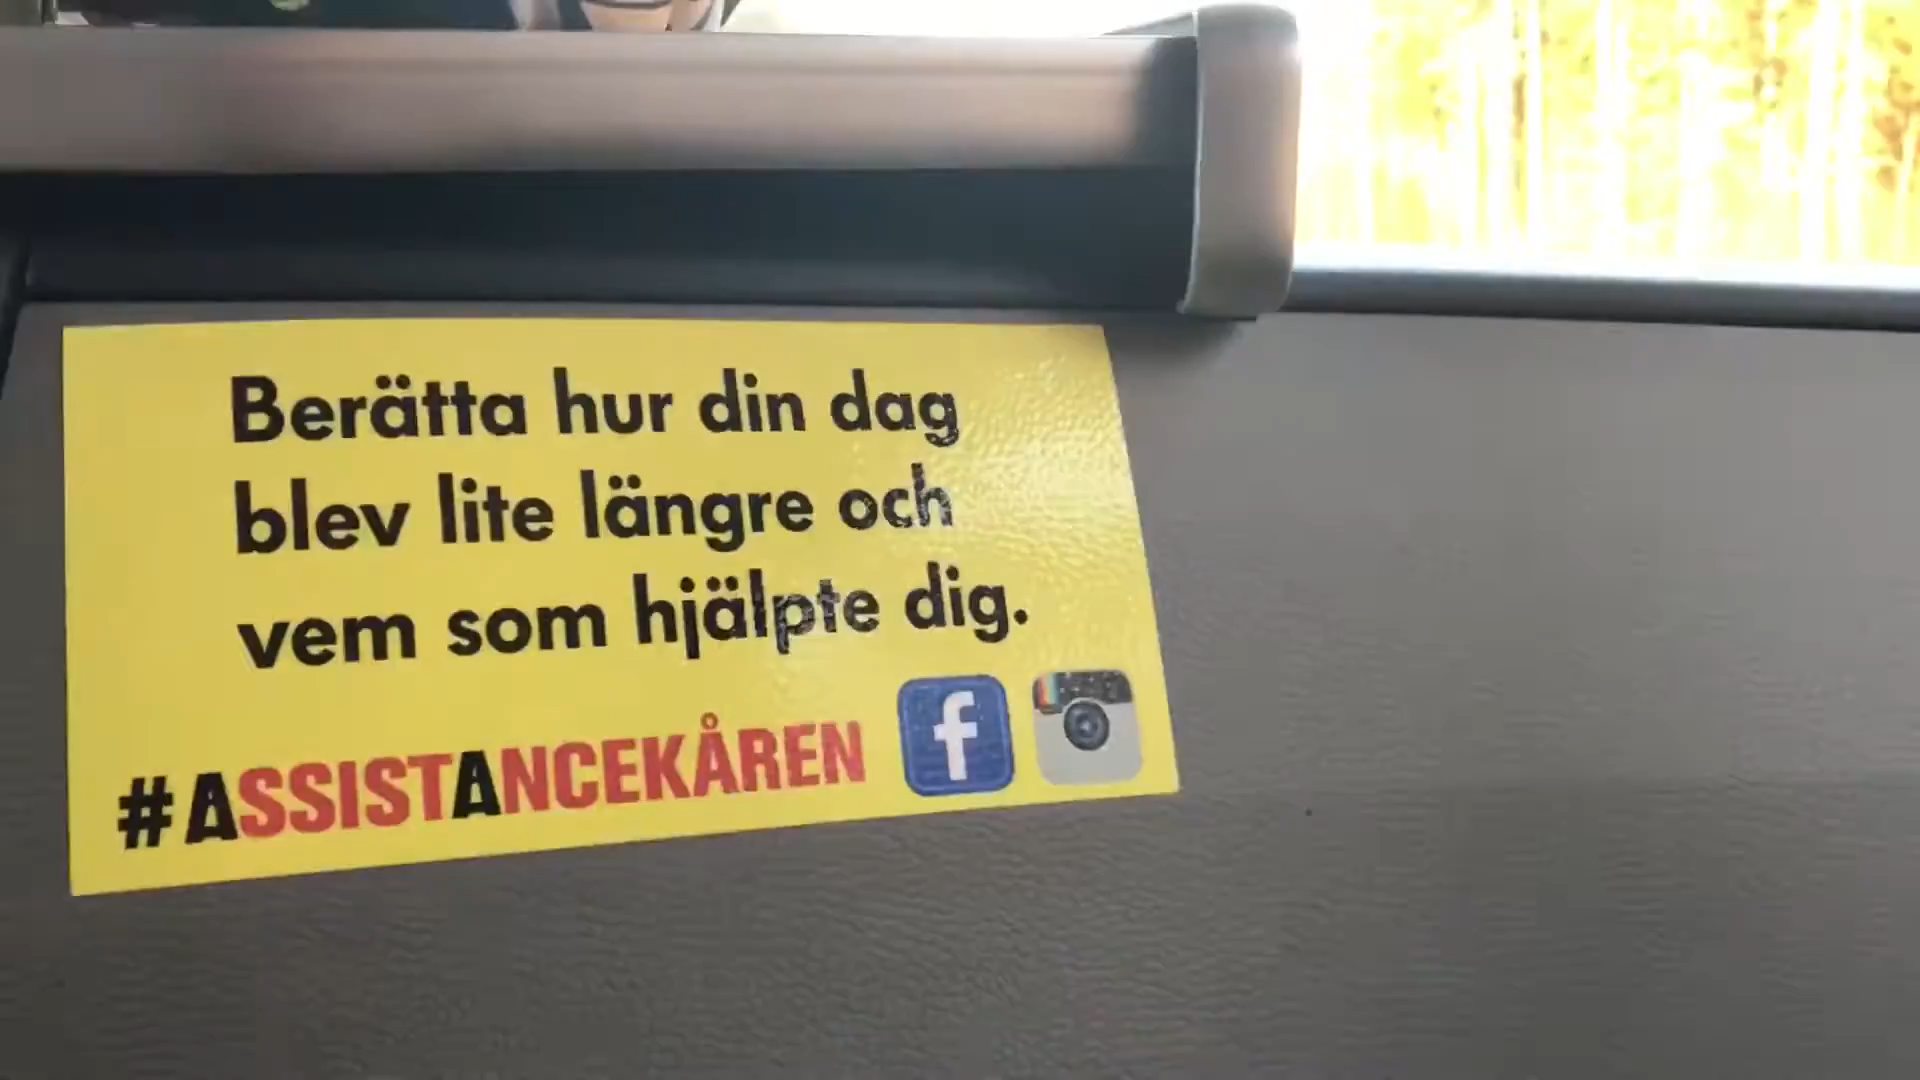 Berätta hur din dag
blev lite längre och
vem som hjälpte dig.
#ASSISTANCEKÅREN f